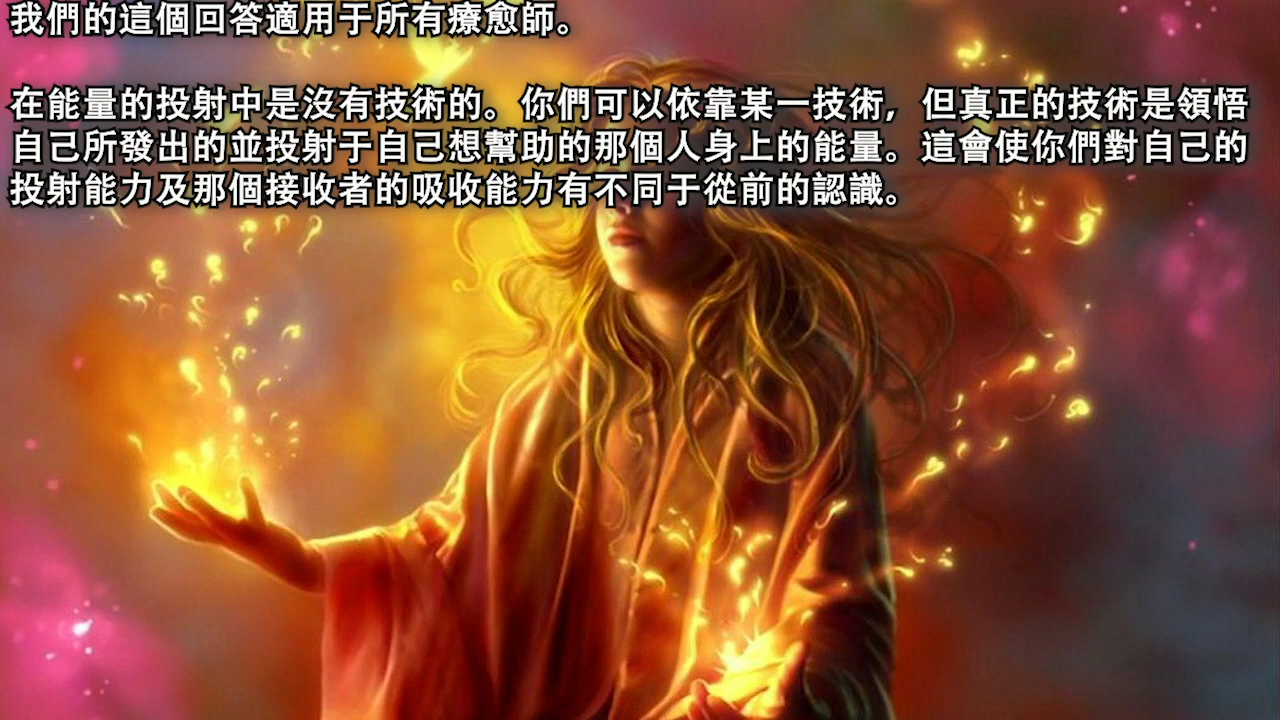 我們的這個回答適用于所有療愈師。
在能量的投射中是沒有技術的。你們可以依靠某一技術，但真正的技術是領悟
自己所發出的並投射于自己想幫助的那個人身上的能量。這會使你們對自己的
投射能力及那個接收者的吸收能力有不同于從前的認識。